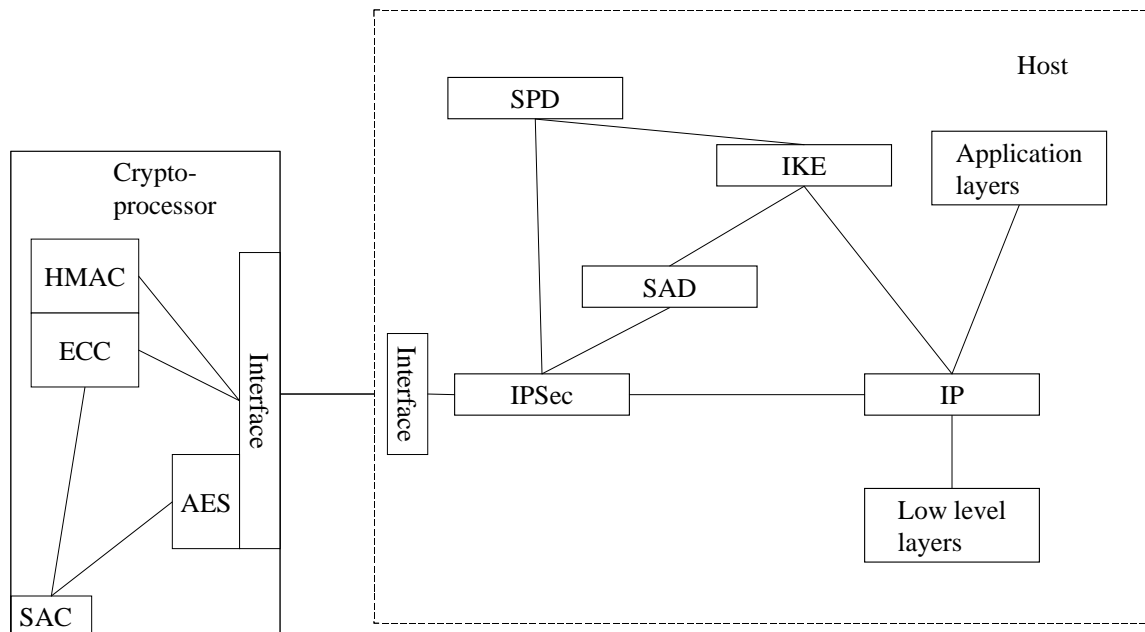 Host
SPD
IKE
Application
layers
Crypto-
processor
HMAC
ECC
SAD
Interface
Interface
IPSec
IP
AES
Low level
layers
SAC